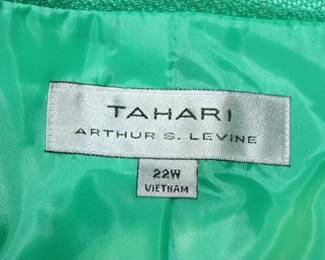 TAHARI
ARTHUR S. LEVINE
22W
VIETNAM